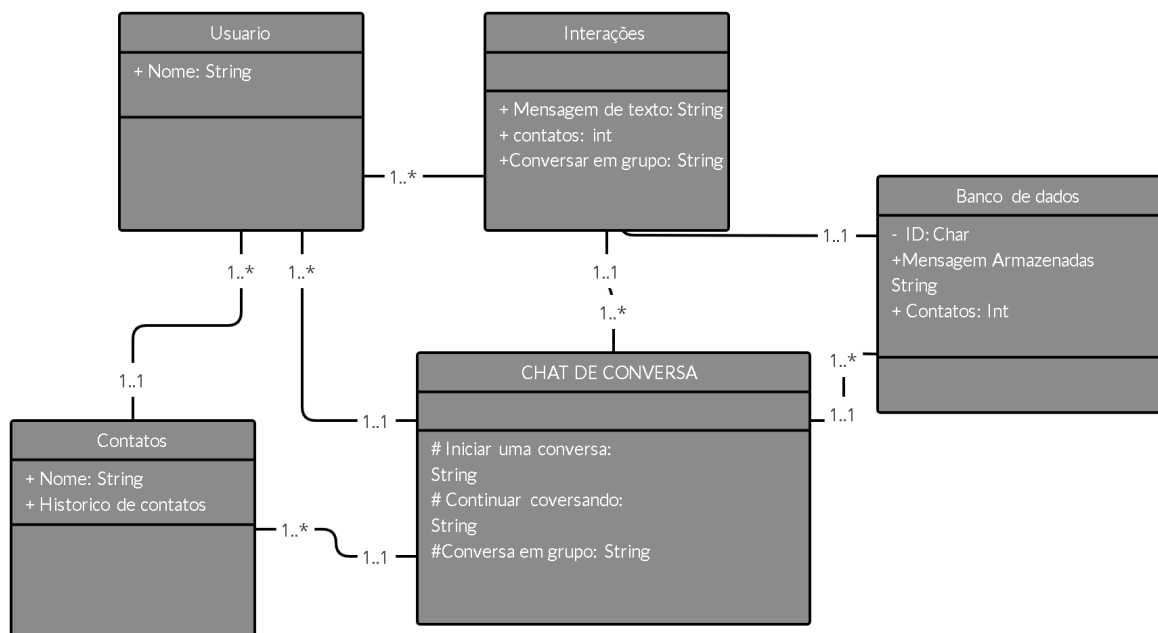 Usuario
+ Nome: String
Interações
+ Mensagem de texto: String
+ contatos: int
+Conversar em grupo: String
Banco de dados
- ID: Char
+Mensagem Armazenadas
String
+ Contatos: Int
1..*
1..1
1..*
1..*
1..1
1..*
1..1
1..*
1..1
1..1
CHAT DE CONVERSA
# Iniciar uma conversa:
String
# Continuar coversando:
String
#Conversa em grupo: String
Contatos
+ Nome: String
+ Historico de contatos
1..*
1..1